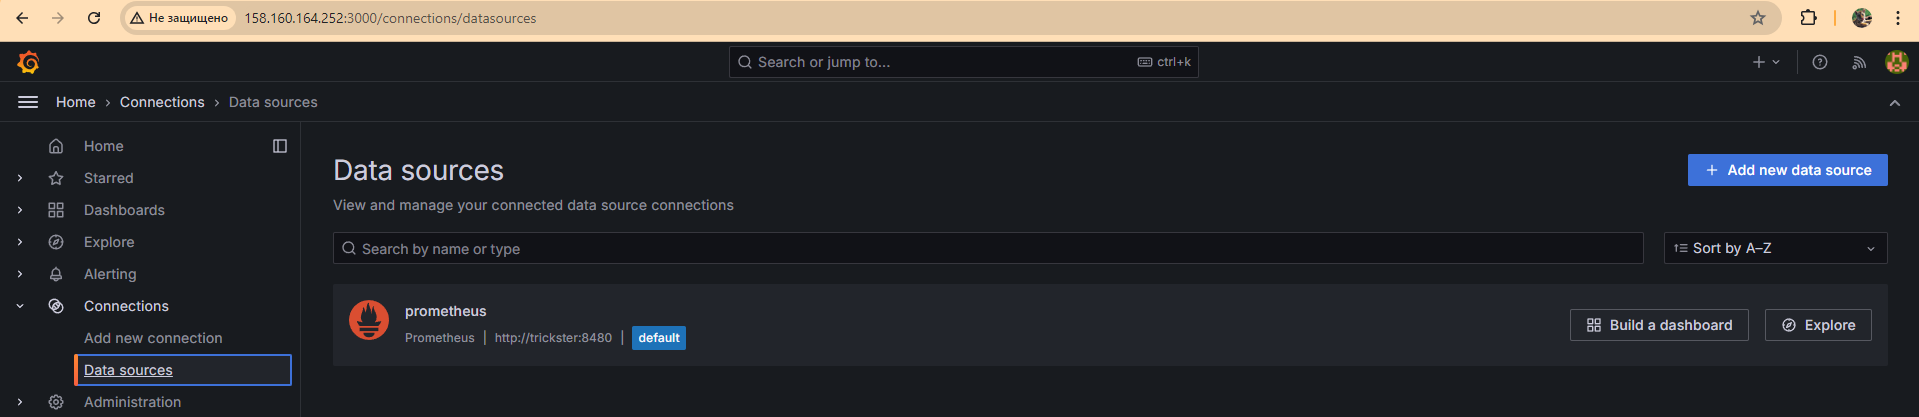 Не защищено 158.160.164.252:3000/connections/datasources
Search or jump to... ctrl+k
Home › Connections › Data sources
Home
Starred
Dashboards
Explore
Alerting
Connections
Add new connection
Data sources
Administration
Data sources
Add new data source
View and manage your connected data source connections
Search by name or type
Sort by A–Z
prometheus
Prometheus | http://trickster:8480 | default
Build a dashboard
Explore